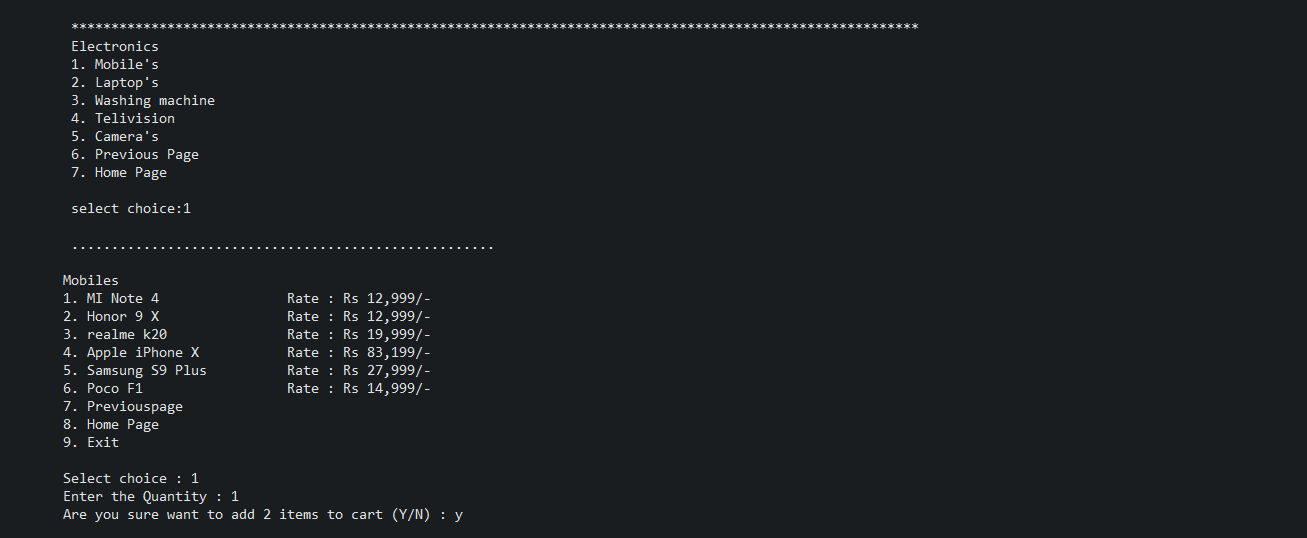 **********************************************************************************************************
Electronics
1. Mobile's
2. Laptop's
3. Washing machine
4. Telivision
5. Camera's
6. Previous Page
7. Home Page
select choice:1
.....................................................
Mobiles
1. MI Note 4                Rate : Rs 12,999/-
2. Honor 9 X                Rate : Rs 12,999/-
3. realme k20               Rate : Rs 19,999/-
4. Apple iPhone X           Rate : Rs 83,199/-
5. Samsung S9 Plus          Rate : Rs 27,999/-
6. Poco F1                  Rate : Rs 14,999/-
7. Previouspage
8. Home Page
9. Exit
Select choice : 1
Enter the Quantity : 1
Are you sure want to add 2 items to cart (Y/N) : y